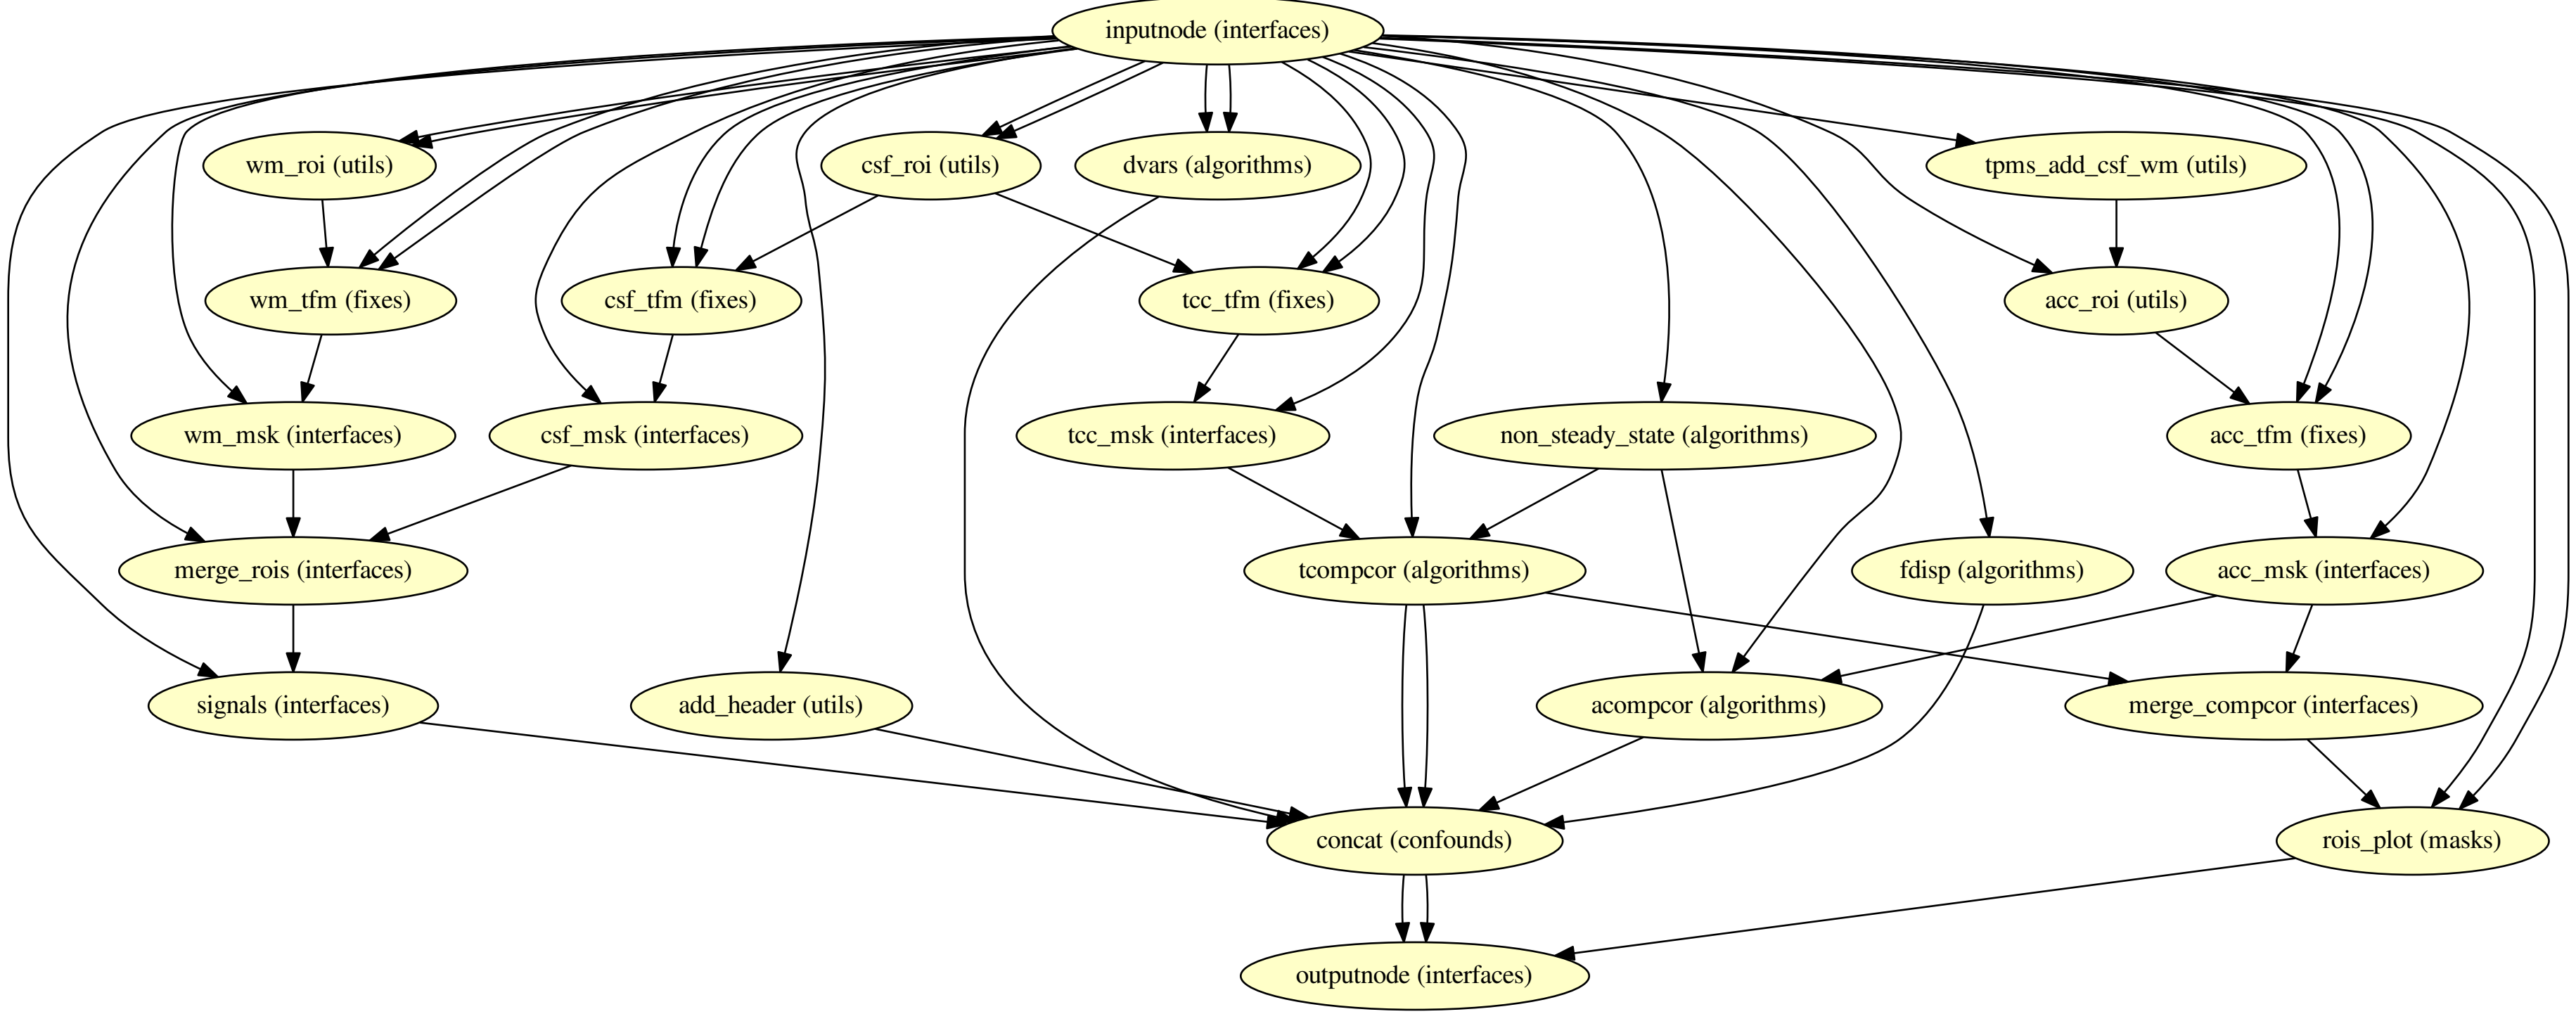 inputnode (interfaces)
wm_roi (utils)
csf_roi (utils)
dvars (algorithms)
tpms_add_csf_wm (utils)
wm_tfm (fixes)
csf_tfm (fixes)
tcc_tfm (fixes)
acc_roi (utils)
wm_msk (interfaces)
csf_msk (interfaces)
tcc_msk (interfaces)
non_steady_state (algorithms)
acc_tfm (fixes)
merge_rois (interfaces)
tcompcor (algorithms)
fdisp (algorithms)
acc_msk (interfaces)
signals (interfaces)
add_header (utils)
acompcor (algorithms)
merge_compcor (interfaces)
concat (confounds)
rois_plot (masks)
outputnode (interfaces)